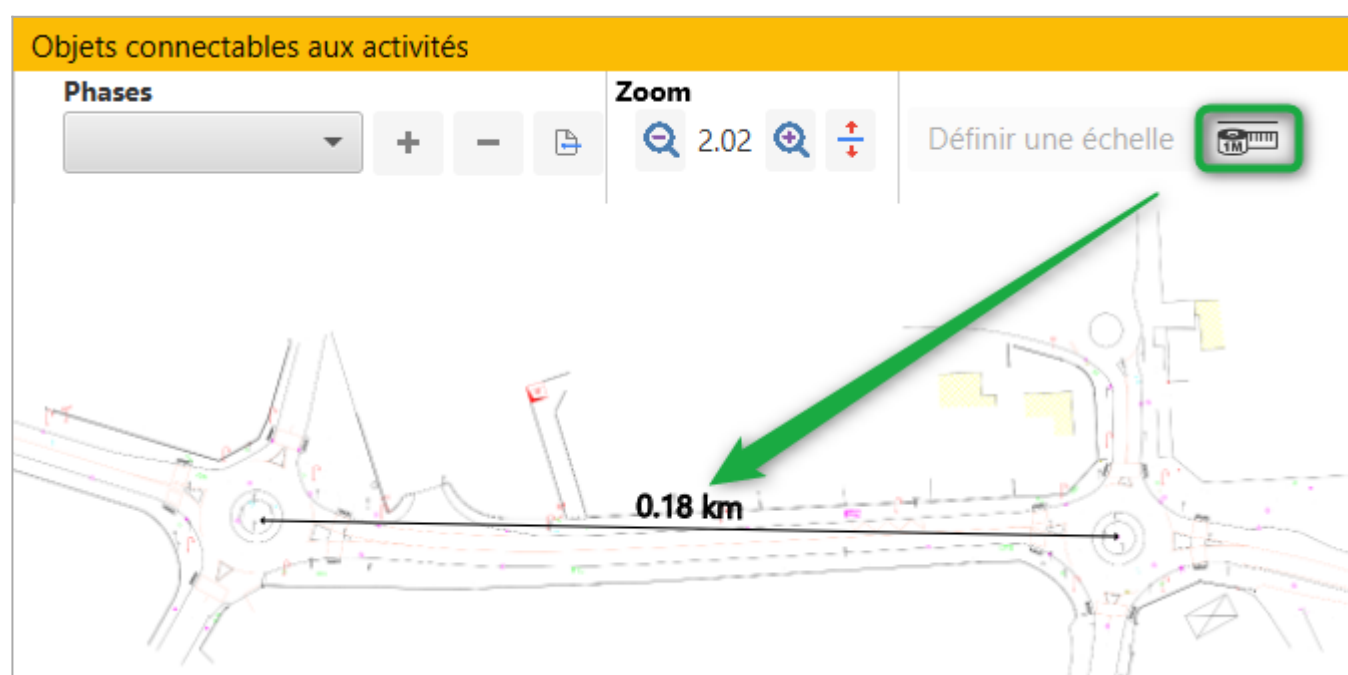 Objets connectables aux activités
Phases
Zoom
2.02
Définir une échelle
1M
0.18 km